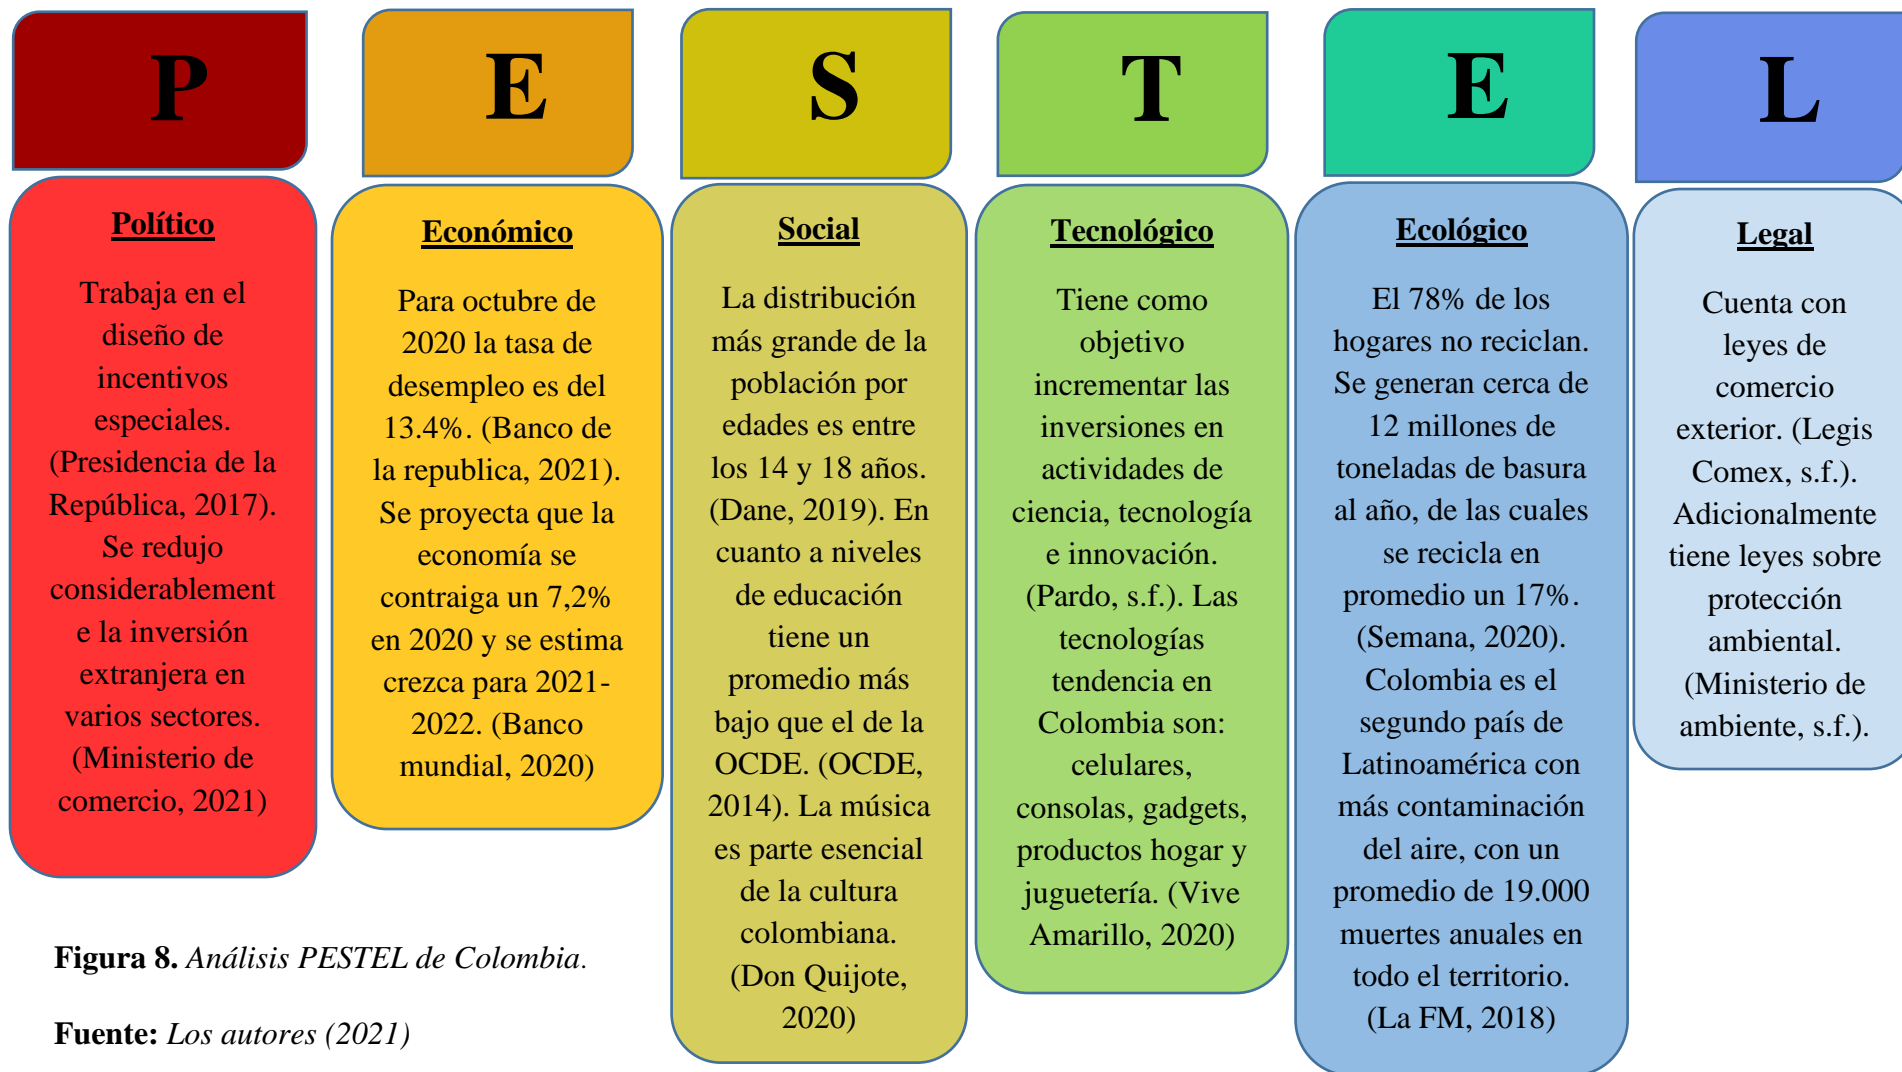 P
E
S
T
E
L
Político
Trabaja en el
diseño de
incentivos
especiales.
(Presidencia de la
República, 2017).
Se redujo
considerablement
e la inversión
extranjera en
varios sectores.
(Ministerio de
comercio, 2021)
Económico
Para octubre de
2020 la tasa de
desempleo es del
13.4%. (Banco de
la republica, 2021).
Se proyecta que la
economía se
contraiga un 7,2%
en 2020 y se estima
crezca para 2021-
2022. (Banco
mundial, 2020)
Social
La distribución
más grande de la
población por
edades es entre
los 14 y 18 años.
(Dane, 2019). En
cuanto a niveles
de educación
tiene un
promedio más
bajo que el de la
OCDE. (OCDE,
2014). La música
es parte esencial
de la cultura
colombiana.
(Don Quijote,
2020)
Tecnológico
Tiene como
objetivo
incrementar las
inversiones en
actividades de
ciencia, tecnología
e innovación.
(Pardo, s.f.). Las
tecnologías
tendencia en
Colombia son:
celulares,
consolas, gadgets,
productos hogar y
juguetería. (Vive
Amarillo, 2020)
Ecológico
El 78% de los
hogares no reciclan.
Se generan cerca de
12 millones de
toneladas de basura
al año, de las cuales
se recicla en
promedio un 17%.
(Semana, 2020).
Colombia es el
segundo país de
Latinoamérica con
más contaminación
del aire, con un
promedio de 19.000
muertes anuales en
todo el territorio.
(La FM, 2018)
Legal
Cuenta con
leyes de
comercio
exterior. (Legis
Comex, s.f.).
Adicionalmente
tiene leyes sobre
protección
ambiental.
(Ministerio de
ambiente, s.f.).
Figura 8. Análisis PESTEL de Colombia.
Fuente: Los autores (2021)